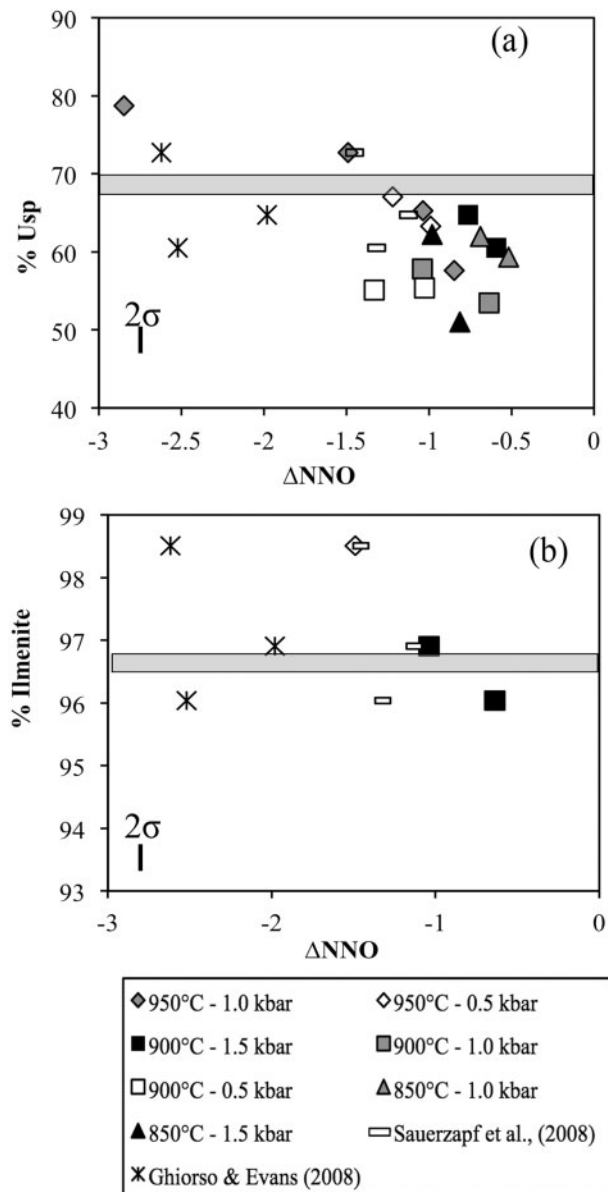 90
(a)
80
70
% Usp
60
50
2σ
40
-3 -2.5 -2 -1.5 -1 -0.5 0
ΔNNO
99
(b)
98
97
% Ilmenite
96
95
94
2σ
93
-3 -2 -1 0
ΔNNO
950°C - 1.0 kbar 950°C - 0.5 kbar
900°C - 1.5 kbar 900°C - 1.0 kbar
900°C - 0.5 kbar 850°C - 1.0 kbar
850°C - 1.5 kbar Sauerzapf et al., (2008)
Ghiorso & Evans (2008)